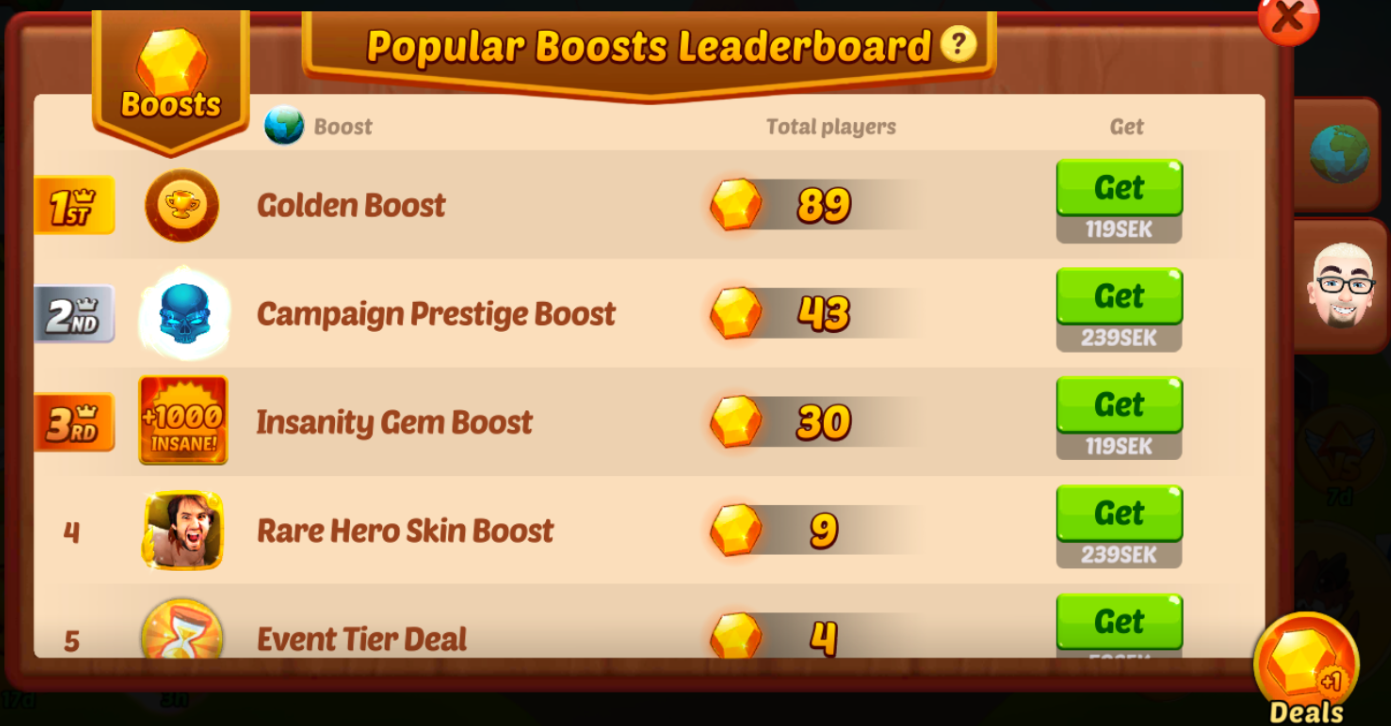 Popular Boosts Leaderboard ?
Boosts
Boost Total players Get
1ST Golden Boost 89 Get
119SEK
2ND Campaign Prestige Boost 43 Get
239SEK
3RD +1000 INSANE! Insanity Gem Boost 30 Get
119SEK
4 Rare Hero Skin Boost 9 Get
239SEK
5 Event Tier Deal 4 Get
+1
Deals
17d
7d